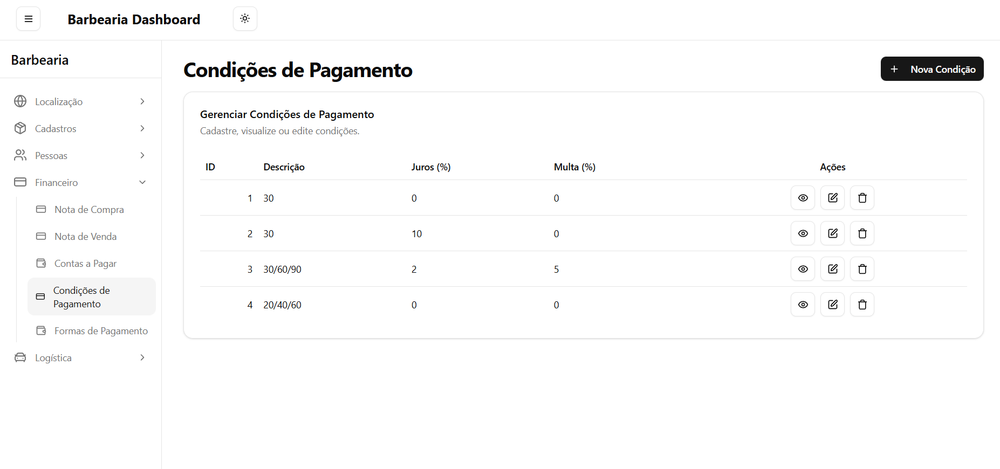 Barbearia Dashboard
Barbearia
Localização
Cadastros
Pessoas
Financeiro
Nota de Compra
Nota de Venda
Contas a Pagar
Condições de
Pagamento
Formas de Pagamento
Logística
Condições de Pagamento
Nova Condição
Gerenciar Condições de Pagamento
Cadastre, visualize ou edite condições.
ID Descrição Juros (%) Multa (%) Ações
1 30 0 0
2 30 10 0
3 30/60/90 2 5
4 20/40/60 0 0